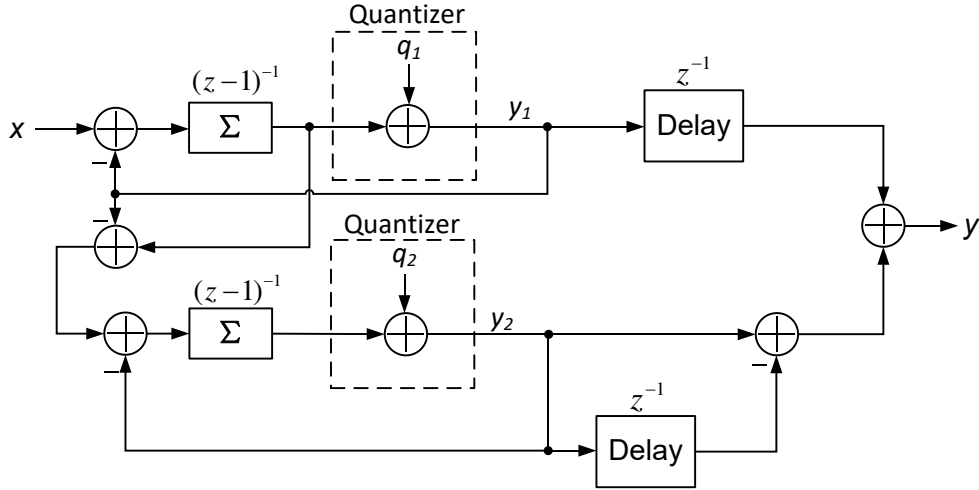 Quantizer
q₁
(z − 1)⁻¹
z⁻¹
x
Σ
y₁
Delay
−
−
Quantizer
y
q₂
(z − 1)⁻¹
Σ
y₂
−
−
z⁻¹
Delay